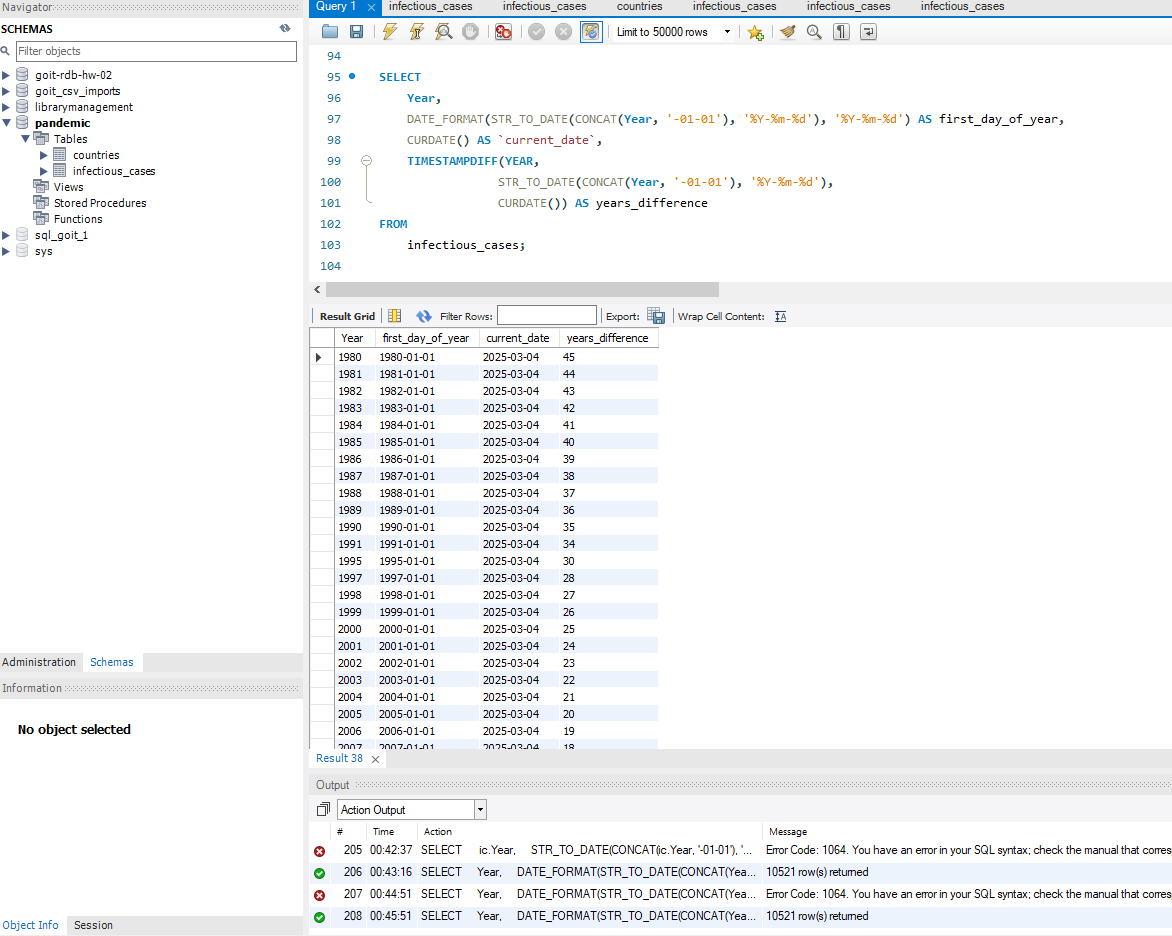 Navigator
SCHEMAS
Filter objects
goit-rdb-hw-02
goit_csv_imports
librarymanagement
pandemic
Tables
countries
infectious_cases
Views
Stored Procedures
Functions
sql_goit_1
sys
Administration Schemas
Information
No object selected
Object Info Session
Query 1 infectious_cases infectious_cases countries infectious_cases infectious_cases infectious_cases
Limit to 50000 rows
94
95 SELECT
96 Year,
97 DATE_FORMAT(STR_TO_DATE(CONCAT(Year, '-01-01'), '%Y-%m-%d'), '%Y-%m-%d') AS first_day_of_year,
98 CURDATE() AS `current_date`,
99 TIMESTAMPDIFF(YEAR,
100 STR_TO_DATE(CONCAT(Year, '-01-01'), '%Y-%m-%d'),
101 CURDATE()) AS years_difference
102 FROM
103 infectious_cases;
104
Result Grid Filter Rows: Export: Wrap Cell Content:
Year first_day_of_year current_date years_difference
1980 1980-01-01 2025-03-04 45
1981 1981-01-01 2025-03-04 44
1982 1982-01-01 2025-03-04 43
1983 1983-01-01 2025-03-04 42
1984 1984-01-01 2025-03-04 41
1985 1985-01-01 2025-03-04 40
1986 1986-01-01 2025-03-04 39
1987 1987-01-01 2025-03-04 38
1988 1988-01-01 2025-03-04 37
1989 1989-01-01 2025-03-04 36
1990 1990-01-01 2025-03-04 35
1991 1991-01-01 2025-03-04 34
1995 1995-01-01 2025-03-04 30
1997 1997-01-01 2025-03-04 28
1998 1998-01-01 2025-03-04 27
1999 1999-01-01 2025-03-04 26
2000 2000-01-01 2025-03-04 25
2001 2001-01-01 2025-03-04 24
2002 2002-01-01 2025-03-04 23
2003 2003-01-01 2025-03-04 22
2004 2004-01-01 2025-03-04 21
2005 2005-01-01 2025-03-04 20
2006 2006-01-01 2025-03-04 19
2007 2007-01-01 2025-03-04 18
Result 38
Output
Action Output
# Time Action Message
205 00:42:37 SELECT ic.Year, STR_TO_DATE(CONCAT(ic.Year, '-01-01'), '... Error Code: 1064. You have an error in your SQL syntax; check the manual that corres
206 00:43:16 SELECT Year, DATE_FORMAT(STR_TO_DATE(CONCAT(Yea... 10521 row(s) returned
207 00:44:51 SELECT Year, DATE_FORMAT(STR_TO_DATE(CONCAT(Yea... Error Code: 1064. You have an error in your SQL syntax; check the manual that corres
208 00:45:51 SELECT Year, DATE_FORMAT(STR_TO_DATE(CONCAT(Yea... 10521 row(s) returned